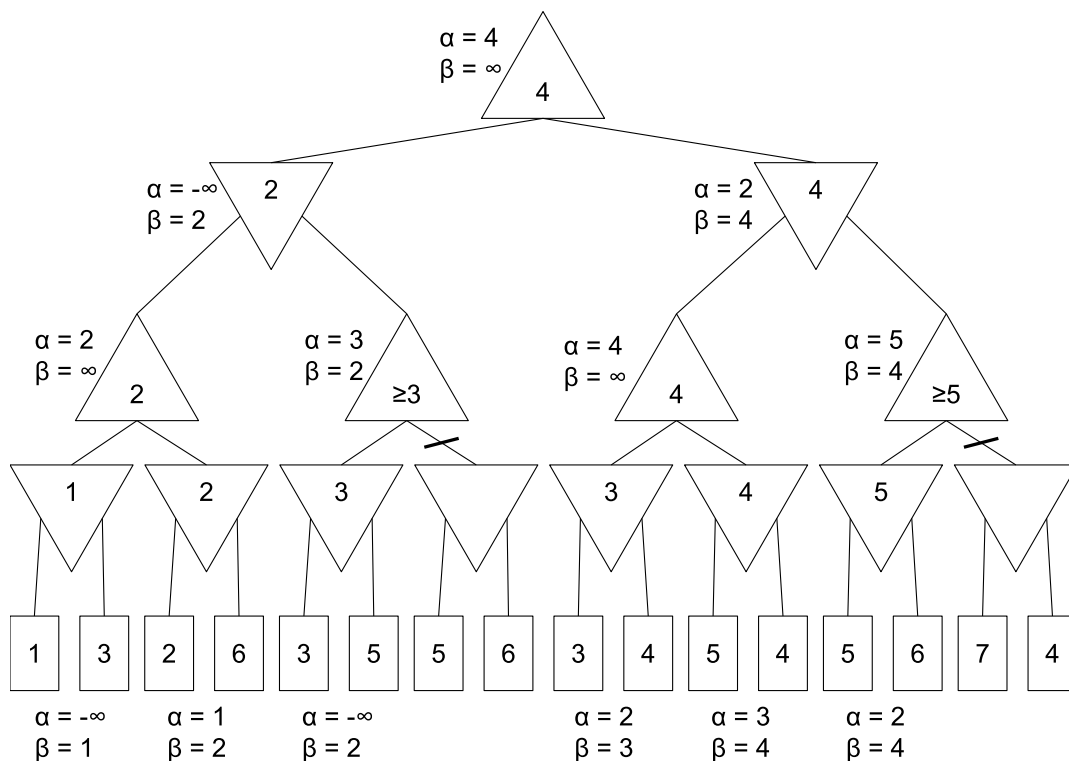 α = 4
β = ∞
4
α = -∞
β = 2
2
α = 2
β = 4
4
α = 2
β = ∞
2
α = 3
β = 2
≥3
α = 4
β = ∞
4
α = 5
β = 4
≥5
1 2 3 3 4 5
1 3 2 6 3 5 5 6 3 4 5 4 5 6 7 4
α = -∞
β = 1
α = 1
β = 2
α = -∞
β = 2
α = 2
β = 3
α = 3
β = 4
α = 2
β = 4